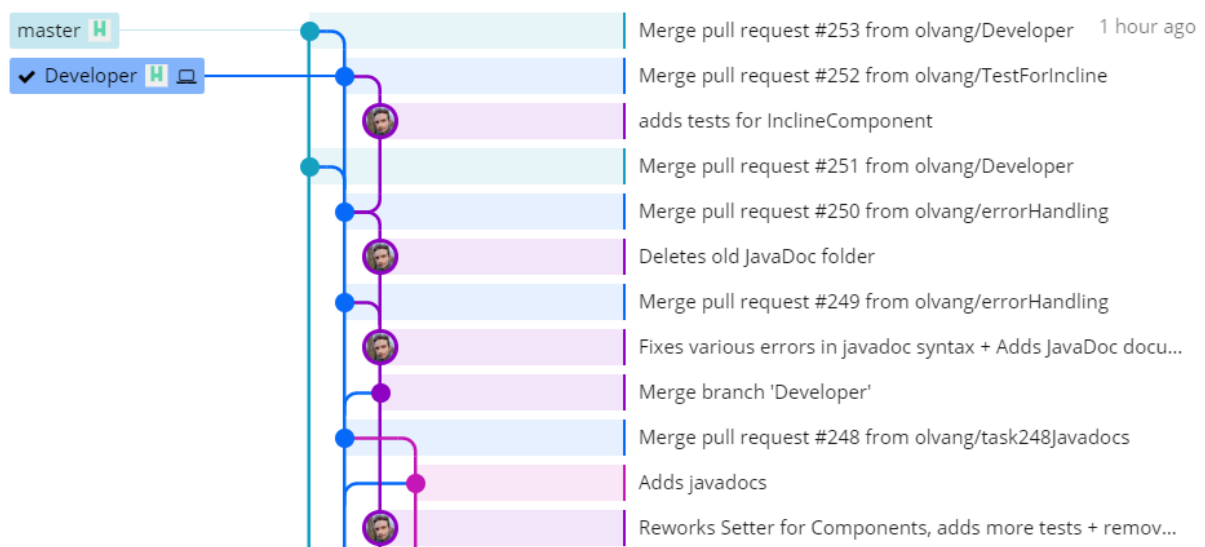 master H
Merge pull request #253 from olvang/Developer 1 hour ago
Developer H
Merge pull request #252 from olvang/TestForIncline
adds tests for InclineComponent
Merge pull request #251 from olvang/Developer
Merge pull request #250 from olvang/errorHandling
Deletes old JavaDoc folder
Merge pull request #249 from olvang/errorHandling
Fixes various errors in javadoc syntax + Adds JavaDoc docu...
Merge branch 'Developer'
Merge pull request #248 from olvang/task248Javadocs
Adds javadocs
Reworks Setter for Components, adds more tests + remov...